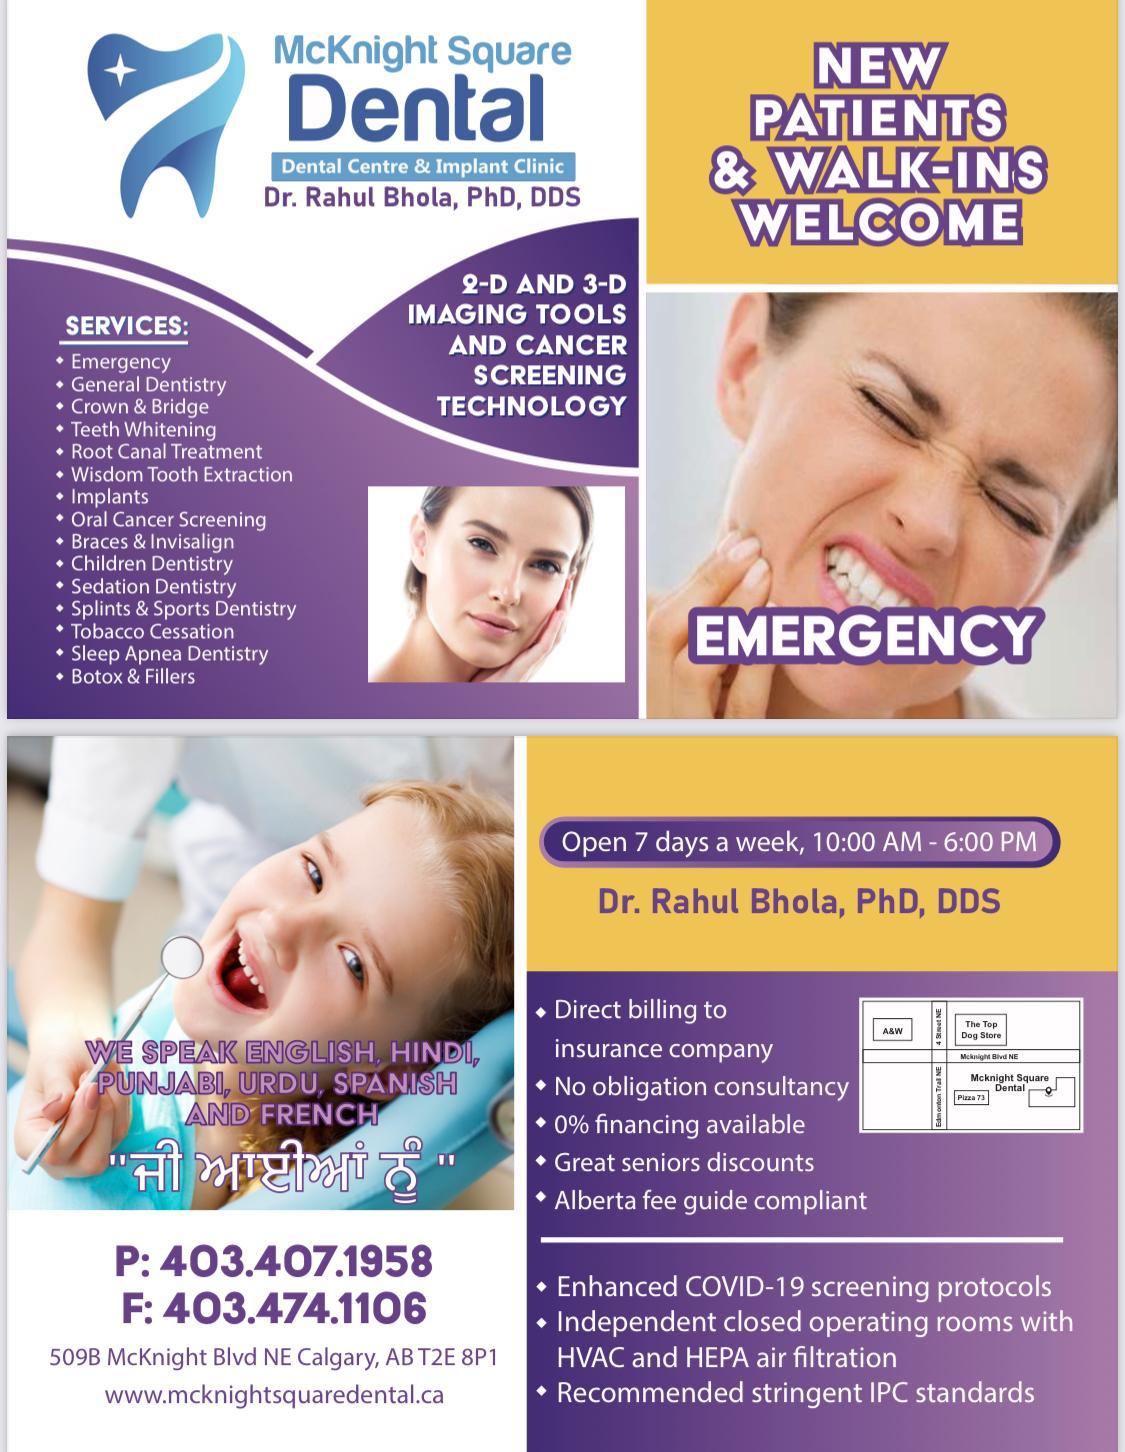 McKnight Square
Dental
Dental Centre & Implant Clinic
Dr. Rahul Bhola, PhD, DDS
NEW
PATIENTS
& WALK-INS
WELCOME
2-D AND 3-D
IMAGING TOOLS
AND CANCER
SCREENING
TECHNOLOGY
SERVICES:
Emergency
General Dentistry
Crown & Bridge
Teeth Whitening
Root Canal Treatment
Wisdom Tooth Extraction
Implants
Oral Cancer Screening
Braces & Invisalign
Children Dentistry
Sedation Dentistry
Splints & Sports Dentistry
Tobacco Cessation
Sleep Apnea Dentistry
Botox & Fillers
EMERGENCY
WE SPEAK ENGLISH, HINDI,
PUNJABI, URDU, SPANISH
AND FRENCH
"ਜੀ ਆਈਆਂ ਨੂੰ "
P: 403.407.1958
F: 403.474.1106
509B McKnight Blvd NE Calgary, AB T2E 8P1
www.mcknightsquaredental.ca
Open 7 days a week, 10:00 AM - 6:00 PM
Dr. Rahul Bhola, PhD, DDS
Direct billing to
insurance company
No obligation consultancy
0% financing available
Great seniors discounts
Alberta fee guide compliant
A&W
4 Street NE
The Top
Dog Store
Mcknight Blvd NE
Edmonton Trail NE
Mcknight Square
Dental
Pizza 73
Enhanced COVID-19 screening protocols
Independent closed operating rooms with
HVAC and HEPA air filtration
Recommended stringent IPC standards